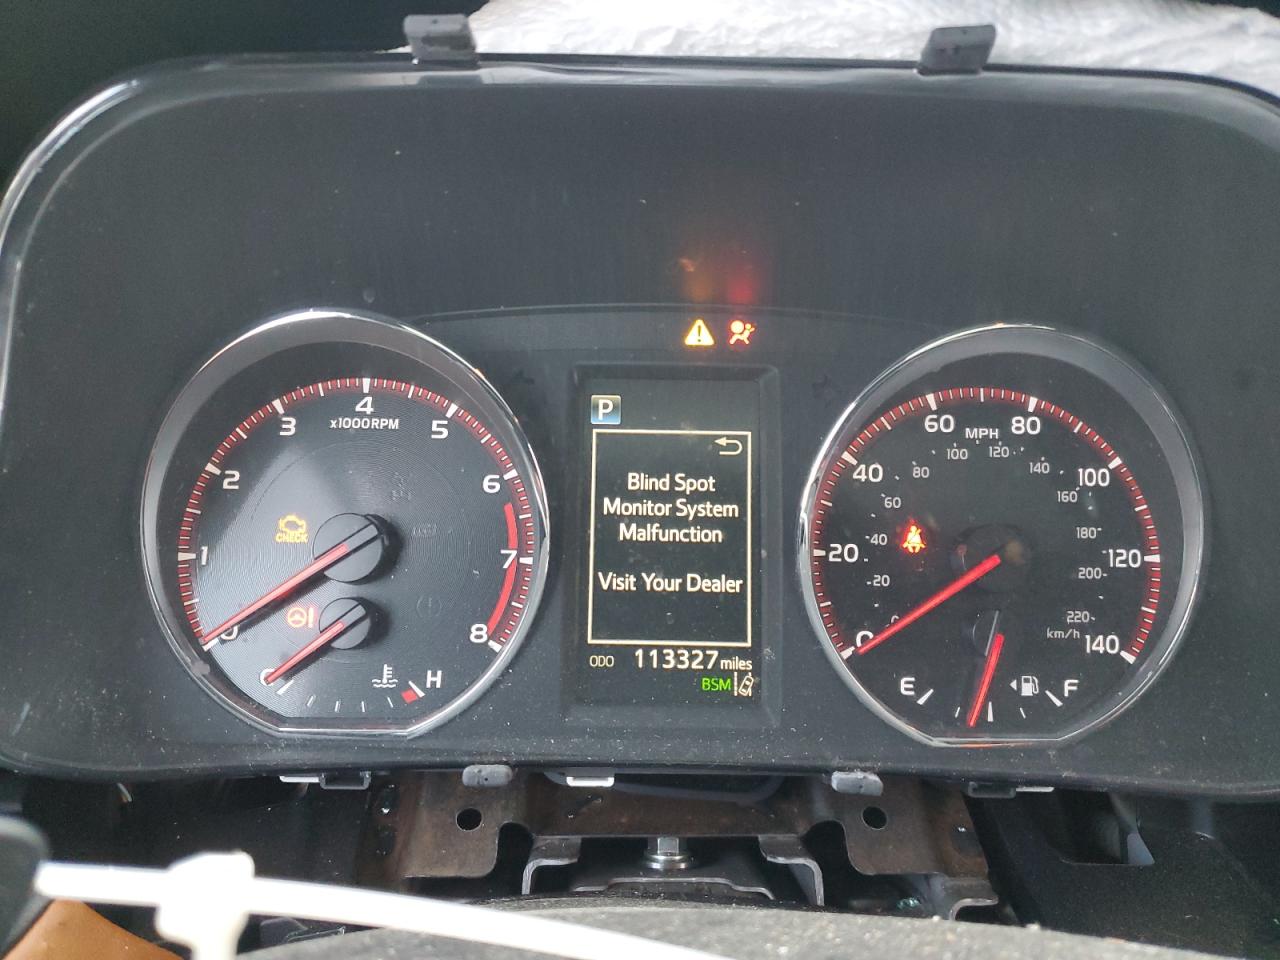 P
Blind Spot
Monitor System
Malfunction
Visit Your Dealer
ODO 113327 miles
BSM
0 1 2 3 4 5 6 7 8
x1000RPM
CHECK
!
C H
0 20 40 60 80 100 120 140
MPH
20 40 60 80 100 120 140 160 180 200 220
km/h
E F